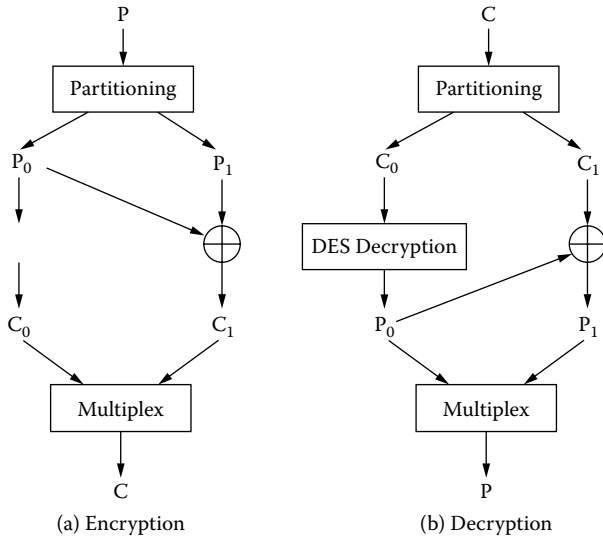 P
Partitioning
P0
P1
C0
C1
Multiplex
C
(a) Encryption
C
Partitioning
C0
C1
DES Decryption
P0
P1
Multiplex
P
(b) Decryption